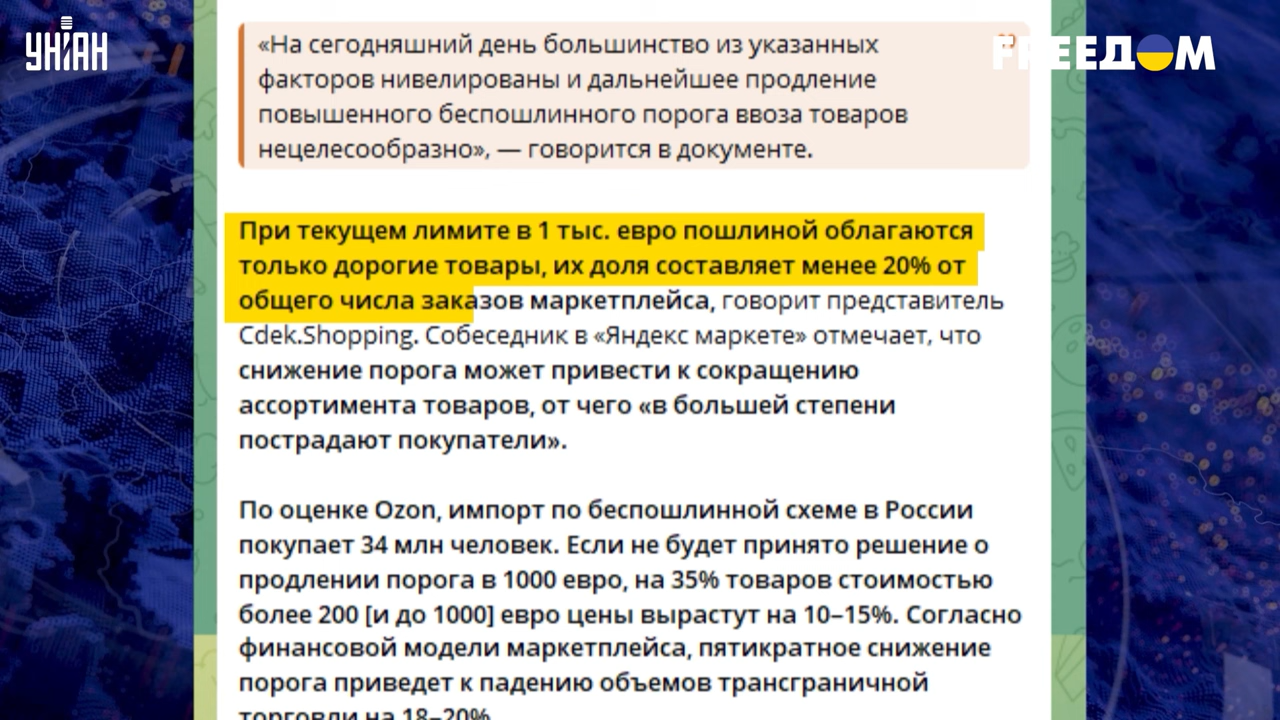 УНІАН
FREEДОМ
«На сегодняшний день большинство из указанных
факторов нивелированы и дальнейшее продление
повышенного беспошлинного порога ввоза товаров
нецелесообразно», — говорится в документе.
При текущем лимите в 1 тыс. евро пошлиной облагаются
только дорогие товары, их доля составляет менее 20% от
общего числа заказов маркетплейса, говорит представитель
Cdek.Shopping. Собеседник в «Яндекс маркете» отмечает, что
снижение порога может привести к сокращению
ассортимента товаров, от чего «в большей степени
пострадают покупатели».
По оценке Ozon, импорт по беспошлинной схеме в России
покупает 34 млн человек. Если не будет принято решение о
продлении порога в 1000 евро, на 35% товаров стоимостью
более 200 [и до 1000] евро цены вырастут на 10–15%. Согласно
финансовой модели маркетплейса, пятикратное снижение
порога приведет к падению объемов трансграничной
торговли на 18–20%